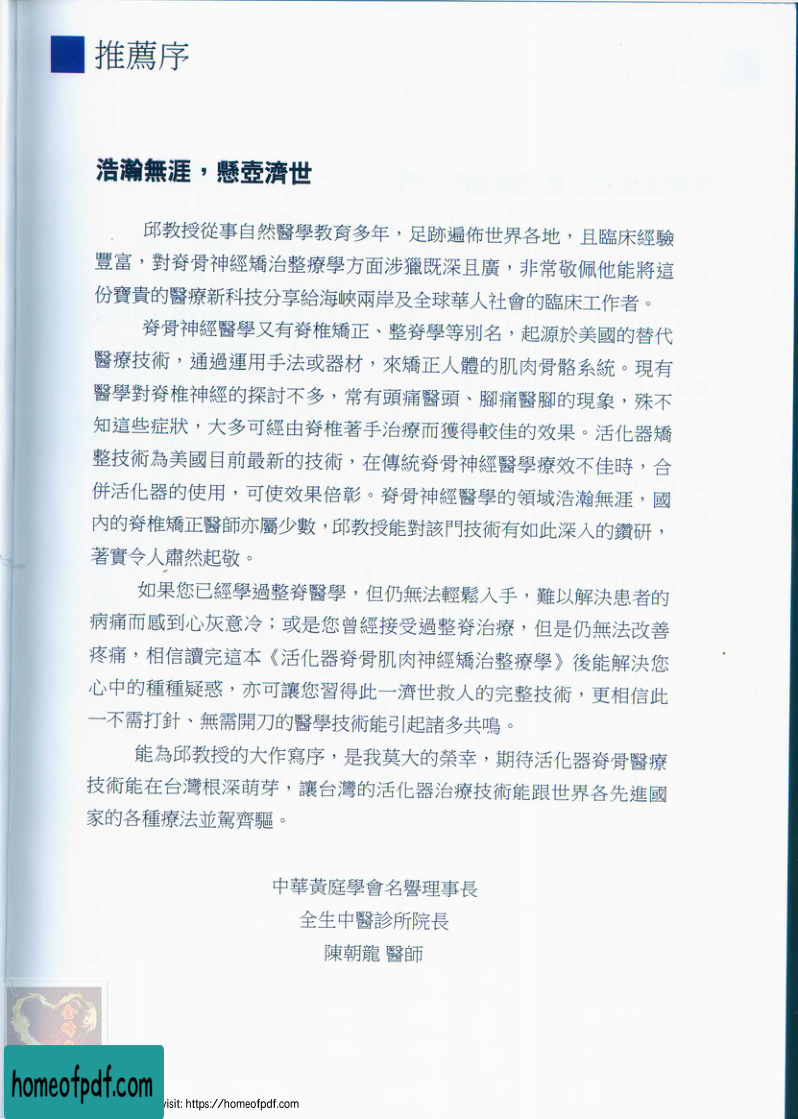 推薦序
浩瀚無涯，懸壺濟世
邱教授從事自然醫學教育多年，足跡遍佈世界各地，且臨床經驗
豐富，對脊骨神經矯治整療學方面涉獵既深且廣，非常敬佩他能將這
份寶貴的醫療新科技分享給海峽兩岸及全球華人社會的臨床工作者。
脊骨神經醫學又有脊椎矯正、整脊學等別名，起源於美國的替代
醫療技術，通過運用手法或器材，來矯正人體的肌肉骨骼系統。現有
醫學對脊椎神經的探討不多，常有頭痛醫頭、腳痛醫腳的現象，殊不
知這些症狀，大多可經由脊椎著手治療而獲得較佳的效果。活化器矯
整技術為美國目前最新的技術，在傳統脊骨神經醫學療效不佳時，合
併活化器的使用，可使效果倍彰。脊骨神經醫學的領域浩瀚無涯，國
內的脊椎矯正醫師亦屬少數，邱教授能對該門技術有如此深入的鑽研，
著實令人肅然起敬。
如果您已經學過整脊醫學，但仍無法輕鬆入手，難以解決患者的
病痛而感到心灰意冷；或是您曾經接受過整脊治療，但是仍無法改善
疼痛，相信讀完這本《活化器脊骨肌肉神經矯治整療學》後能解決您
心中的種種疑惑，亦可讓您習得此一濟世救人的完整技術，更相信此
一不需打針、無需開刀的醫學技術能引起諸多共鳴。
能為邱教授的大作寫序，是我莫大的榮幸，期待活化器脊骨醫療
技術能在台灣根深萌芽，讓台灣的活化器治療技術能跟世界各先進國
家的各種療法並駕齊驅。
中華黃庭學會名譽理事長
全生中醫診所院長
陳朝龍 醫師
homeofpdf.com
visit: https://homeofpdf.com